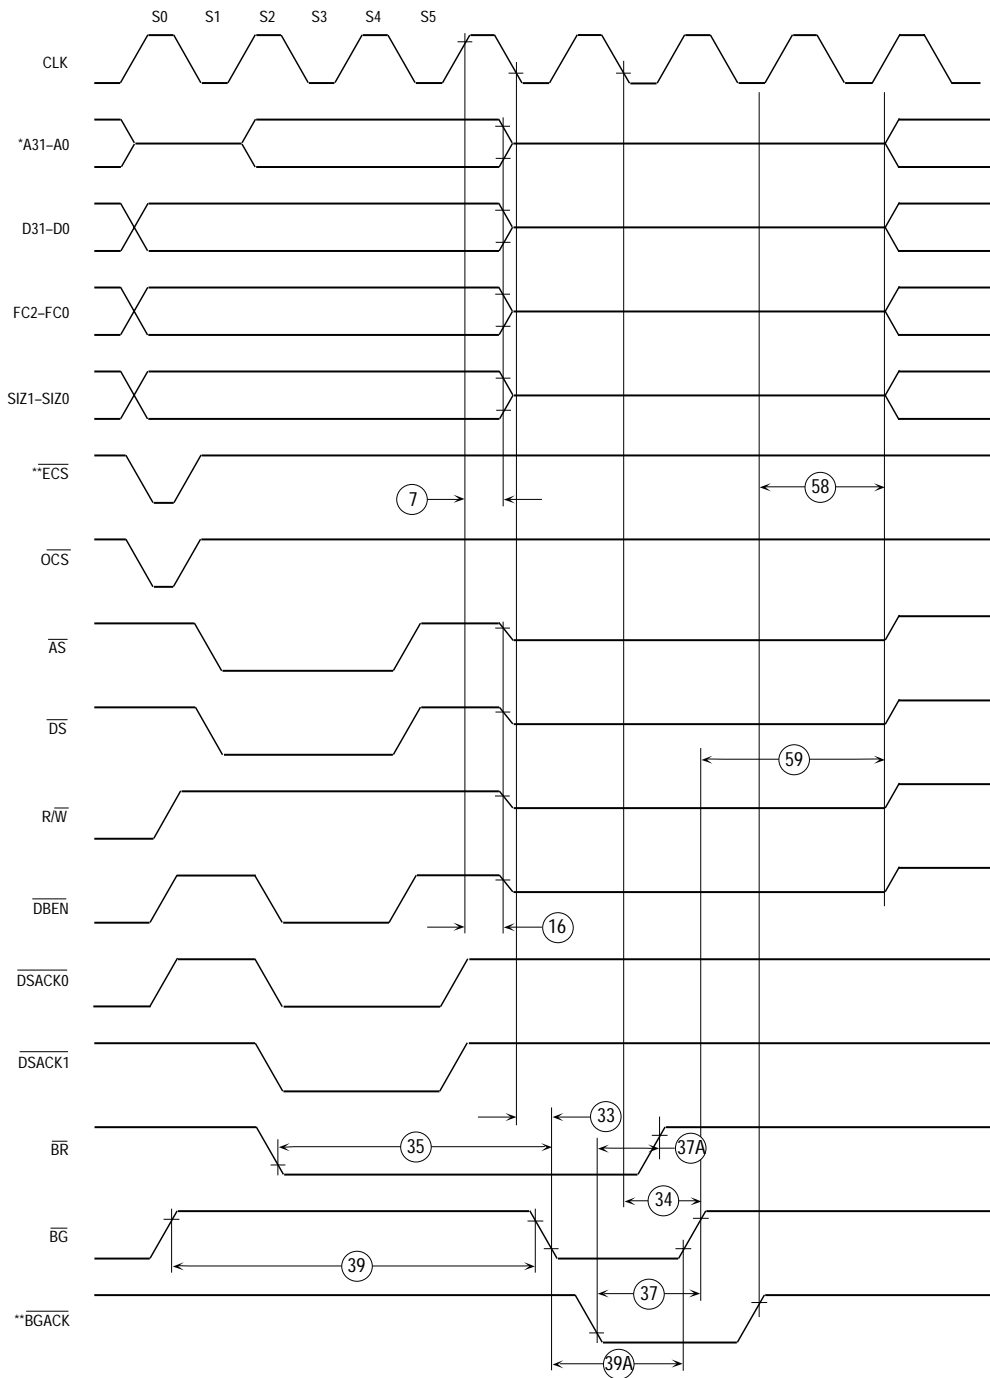 S0 S1 S2 S3 S4 S5
CLK
*A31–A0
D31–D0
FC2–FC0
SIZ1–SIZ0
**ECS
58
7
OCS
AS
DS
59
R/W
DBEN
16
DSACK0
DSACK1
33
BR
35
37A
34
BG
39
37
**BGACK
39A